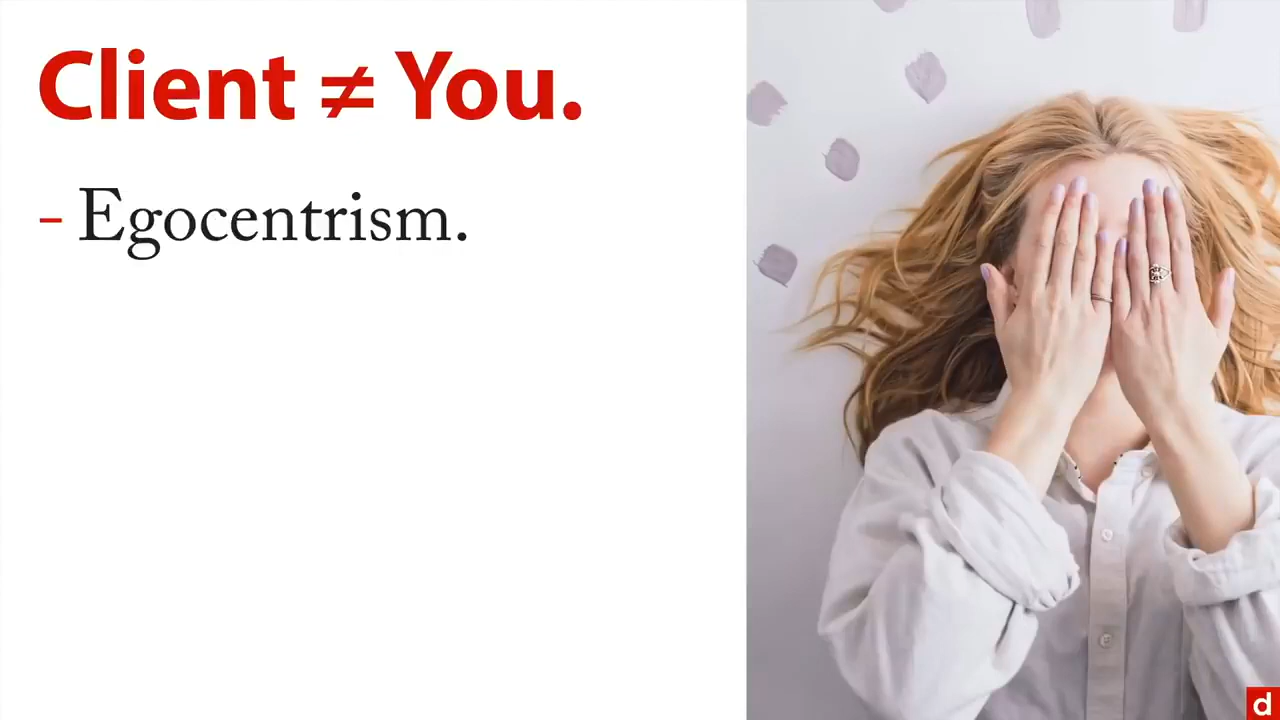 Client ≠ You.
- Egocentrism.
d